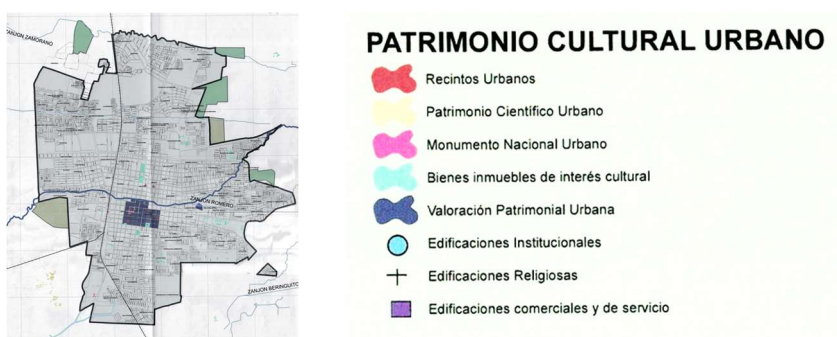 ZANJON ZAMORANO
ZANJON ROMERO
ZANJON BERINGUITO
PATRIMONIO CULTURAL URBANO
Recintos Urbanos
Patrimonio Científico Urbano
Monumento Nacional Urbano
Bienes inmuebles de interés cultural
Valoración Patrimonial Urbana
Edificaciones Institucionales
Edificaciones Religiosas
Edificaciones comerciales y de servicio